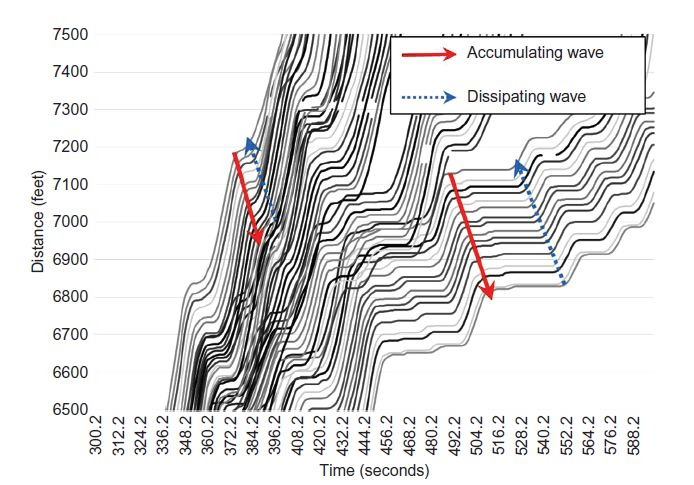 7500
7400
7300
7200
7100
7000
6900
6800
6700
6600
6500
Distance (feet)
Accumulating wave
Dissipating wave
300.2 312.2 324.2 336.2 348.2 360.2 372.2 384.2 396.2 408.2 420.2 432.2 444.2 456.2 468.2 480.2 492.2 504.2 516.2 528.2 540.2 552.2 564.2 576.2 588.2
Time (seconds)